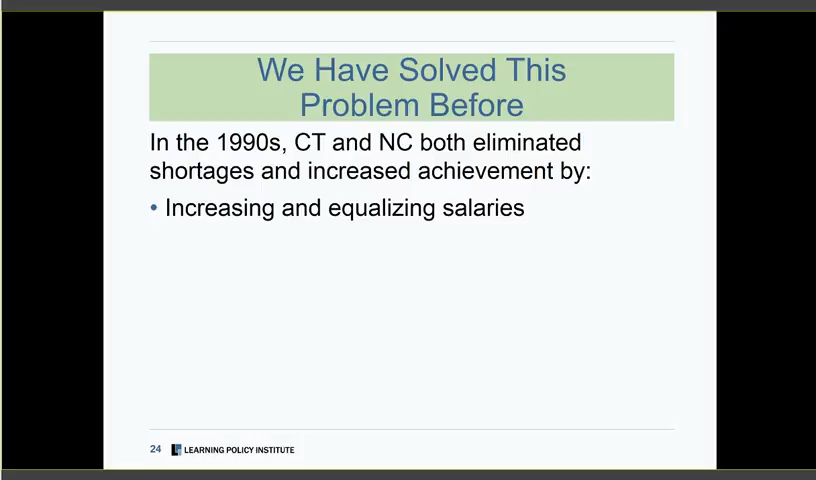 We Have Solved This
Problem Before
In the 1990s, CT and NC both eliminated
shortages and increased achievement by:
• Increasing and equalizing salaries
24 LEARNING POLICY INSTITUTE